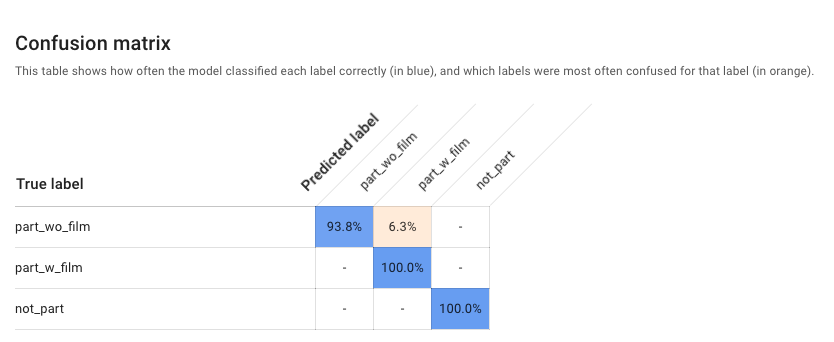 Confusion matrix
This table shows how often the model classified each label correctly (in blue), and which labels were most often confused for that label (in orange).
True label Predicted label part_wo_film part_w_film not_part
part_wo_film 93.8% 6.3% -
part_w_film - 100.0% -
not_part - - 100.0%